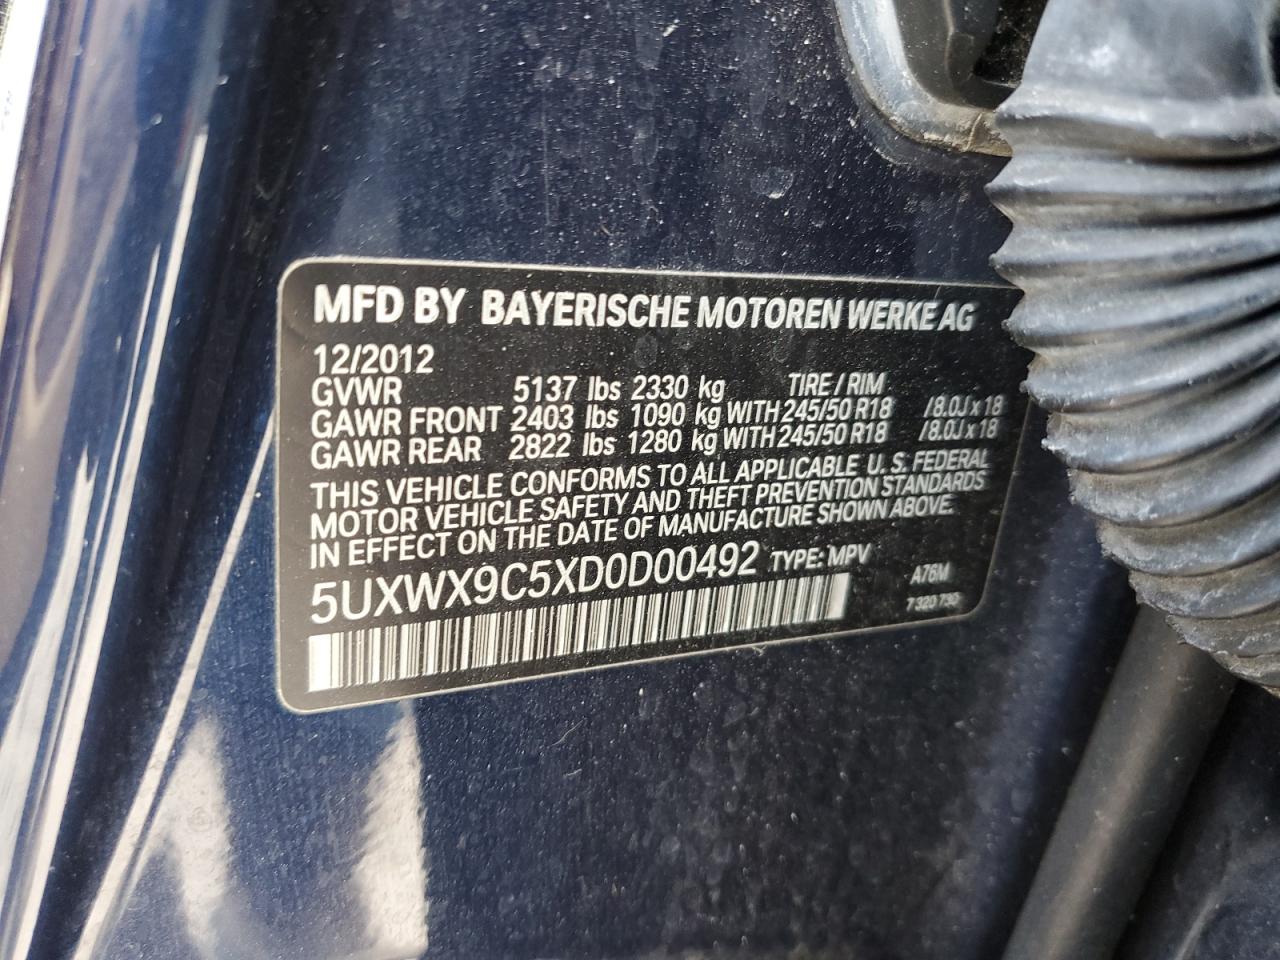 MFD BY BAYERISCHE MOTOREN WERKE AG
12/2012
GVWR 5137 lbs 2330 kg TIRE / RIM
GAWR FRONT 2403 lbs 1090 kg WITH 245/50 R18 /8.0J x 18
GAWR REAR 2822 lbs 1280 kg WITH 245/50 R18 /8.0J x 18
THIS VEHICLE CONFORMS TO ALL APPLICABLE U.S. FEDERAL
MOTOR VEHICLE SAFETY AND THEFT PREVENTION STANDARDS
IN EFFECT ON THE DATE OF MANUFACTURE SHOWN ABOVE.
5UXWX9C5XD0D00492 TYPE: MPV
A76M
7 320